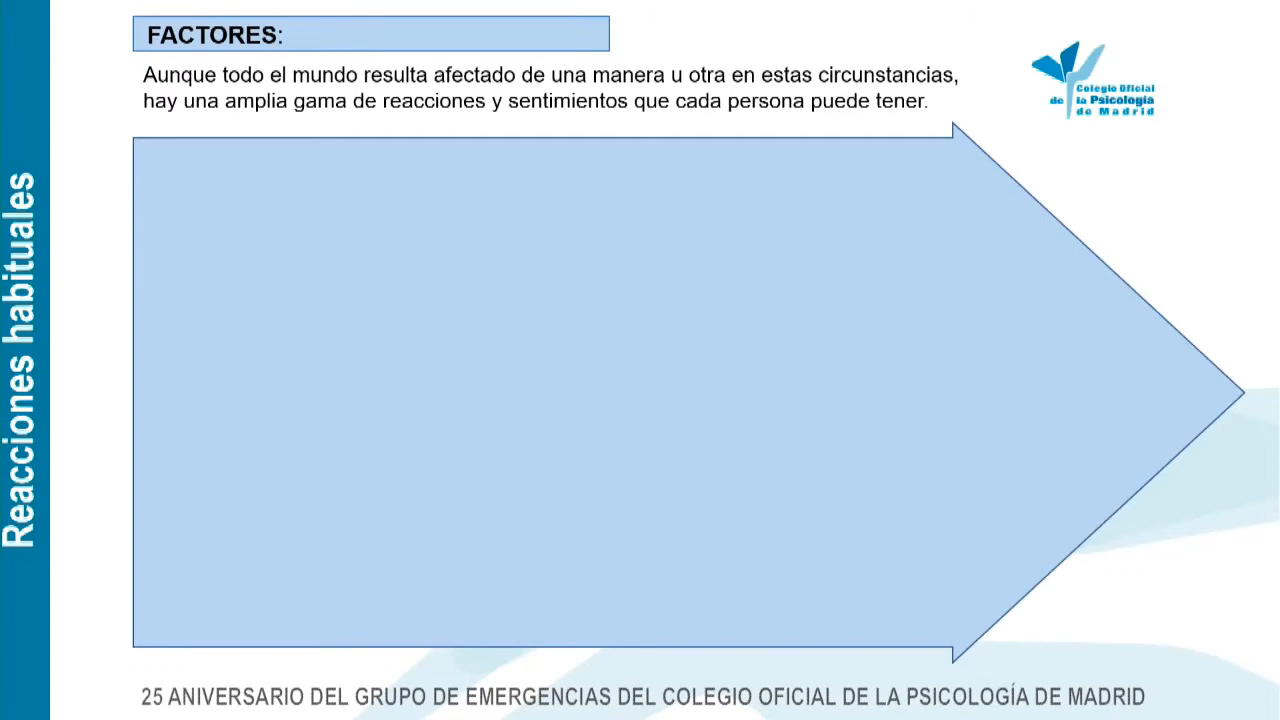 FACTORES:
Aunque todo el mundo resulta afectado de una manera u otra en estas circunstancias,
hay una amplia gama de reacciones y sentimientos que cada persona puede tener.
Colegio Oficial
de la Psicología
de Madrid
Reacciones habituales
25 ANIVERSARIO DEL GRUPO DE EMERGENCIAS DEL COLEGIO OFICIAL DE LA PSICOLOGÍA DE MADRID